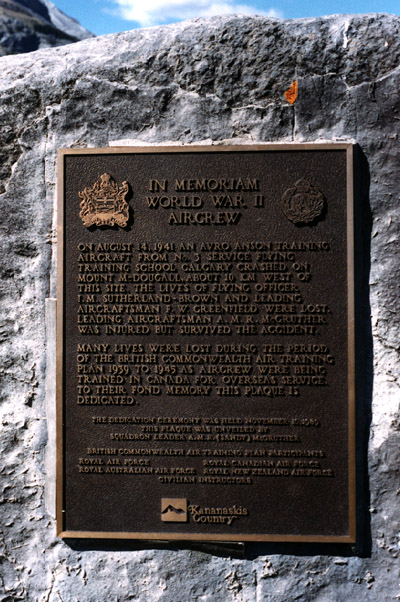 IN MEMORIAM
WORLD WAR II
AIRCREW
ON AUGUST 14, 1941, AN AVRO ANSON TRAINING
AIRCRAFT FROM No. 3 SERVICE FLYING
TRAINING SCHOOL CALGARY CRASHED ON
MOUNT McDOUGALL, ABOUT 10 KM WEST OF
THIS SITE. THE LIVES OF FLYING OFFICER,
I.M. SUTHERLAND-BROWN AND LEADING
AIRCRAFTSMAN F. W. GREENFIELD WERE LOST.
LEADING AIRCRAFTSMAN A. M. R. McGRUTHER
WAS INJURED BUT SURVIVED THE ACCIDENT.
MANY LIVES WERE LOST DURING THE PERIOD
OF THE BRITISH COMMONWEALTH AIR TRAINING
PLAN 1939 TO 1945 AS AIRCREW WERE BEING
TRAINED IN CANADA FOR OVERSEAS SERVICE.
TO THEIR FOND MEMORY THIS PLAQUE IS
DEDICATED.
THE DEDICATION CEREMONY WAS HELD NOVEMBER 11, 1989
THIS PLAQUE WAS UNVEILED BY
SQUADRON LEADER A. M. R. (SANDY) McGRUTHER
BRITISH COMMONWEALTH AIR TRAINING PLAN PARTICIPANTS
ROYAL AIR FORCE ROYAL CANADIAN AIR FORCE
ROYAL AUSTRALIAN AIR FORCE ROYAL NEW ZEALAND AIR FORCE
CIVILIAN INSTRUCTORS
Kananaskis
Country